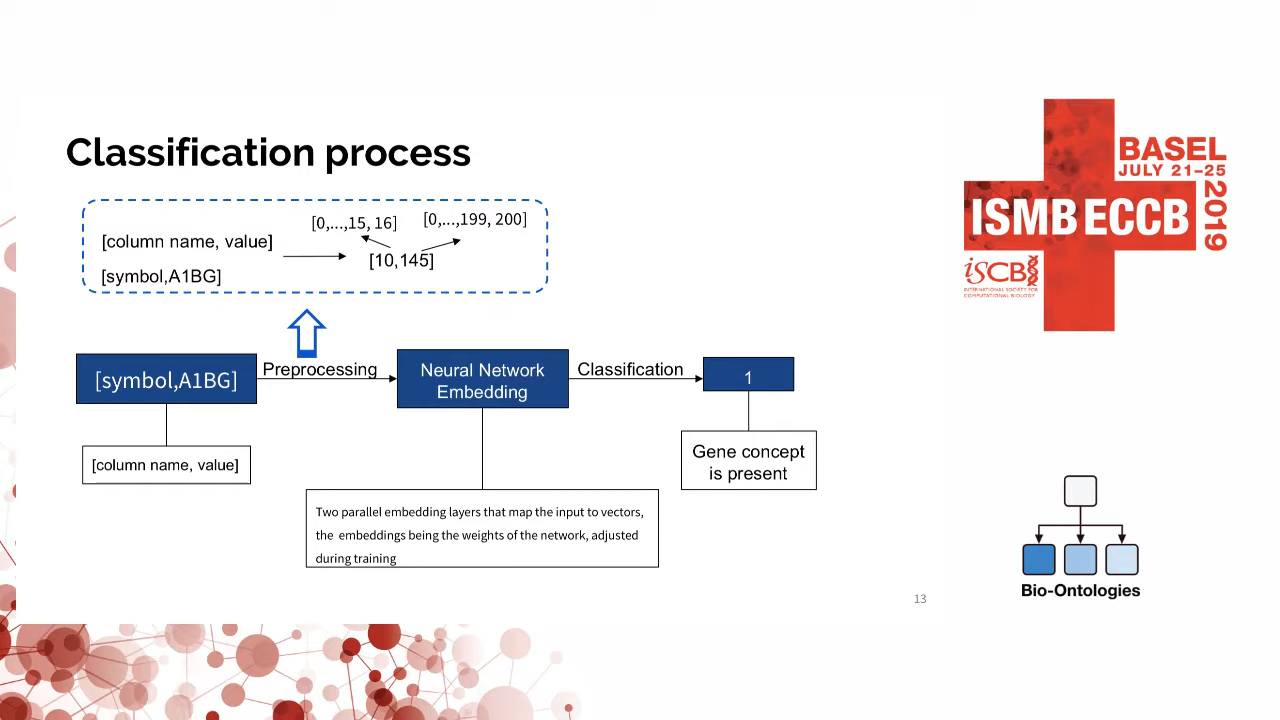 Classification process
[0,...,15, 16]
[0,...,199, 200]
[column name, value]
[10,145]
[symbol,A1BG]
[symbol,A1BG]
Preprocessing
Neural Network
Embedding
Classification
1
[column name, value]
Gene concept
is present
Two parallel embedding layers that map the input to vectors,
the embeddings being the weights of the network, adjusted
during training
13
BASEL
JULY 21–25
2019
ISMB ECCB
ISCB
INTERNATIONAL SOCIETY FOR
COMPUTATIONAL BIOLOGY
Bio-Ontologies